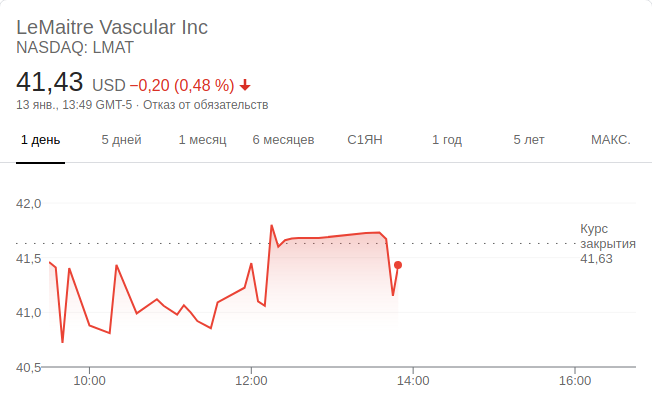 LeMaitre Vascular Inc
NASDAQ: LMAT
41,43 USD −0,20 (0,48 %)
13 янв., 13:49 GMT-5 · Отказ от обязательств
1 день 5 дней 1 месяц 6 месяцев С1ЯН 1 год 5 лет МАКС.
42,0
41,5
41,0
40,5
Курс
закрытия
41,63
10:00 12:00 14:00 16:00